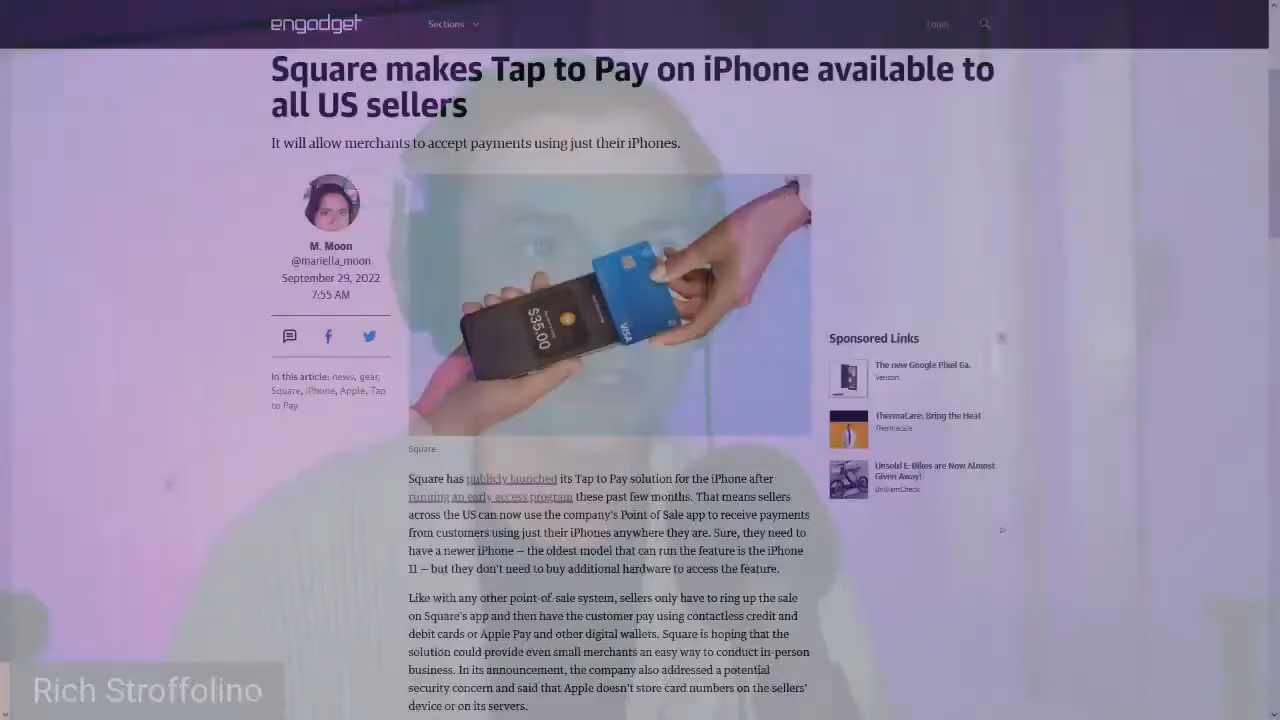 engadget
Sections
Login
Square makes Tap to Pay on iPhone available to
all US sellers
It will allow merchants to accept payments using just their iPhones.
M. Moon
@mariella_moon
September 29, 2022
7:55 AM
In this article: news, gear,
Square, iPhone, Apple, Tap
to Pay
$35.00
VISA
Square
Sponsored Links
The new Google Pixel 6a.
Verizon
ThermaCare: Bring the Heat
Thermacare
Unsold E-Bikes are Now Almost
Given Away!
BrilliantCheck
Square has publicly launched its Tap to Pay solution for the iPhone after
running an early access program these past few months. That means sellers
across the US can now use the company's Point of Sale app to receive payments
from customers using just their iPhones anywhere they are. Sure, they need to
have a newer iPhone — the oldest model that can run the feature is the iPhone
11 — but they don't need to buy additional hardware to access the feature.
Like with any other point-of-sale system, sellers only have to ring up the sale
on Square's app and then have the customer pay using contactless credit and
debit cards or Apple Pay and other digital wallets. Square is hoping that the
solution could provide even small merchants an easy way to conduct in-person
business. In its announcement, the company also addressed a potential
security concern and said that Apple doesn't store card numbers on the sellers'
device or on its servers.
Rich Stroffolino